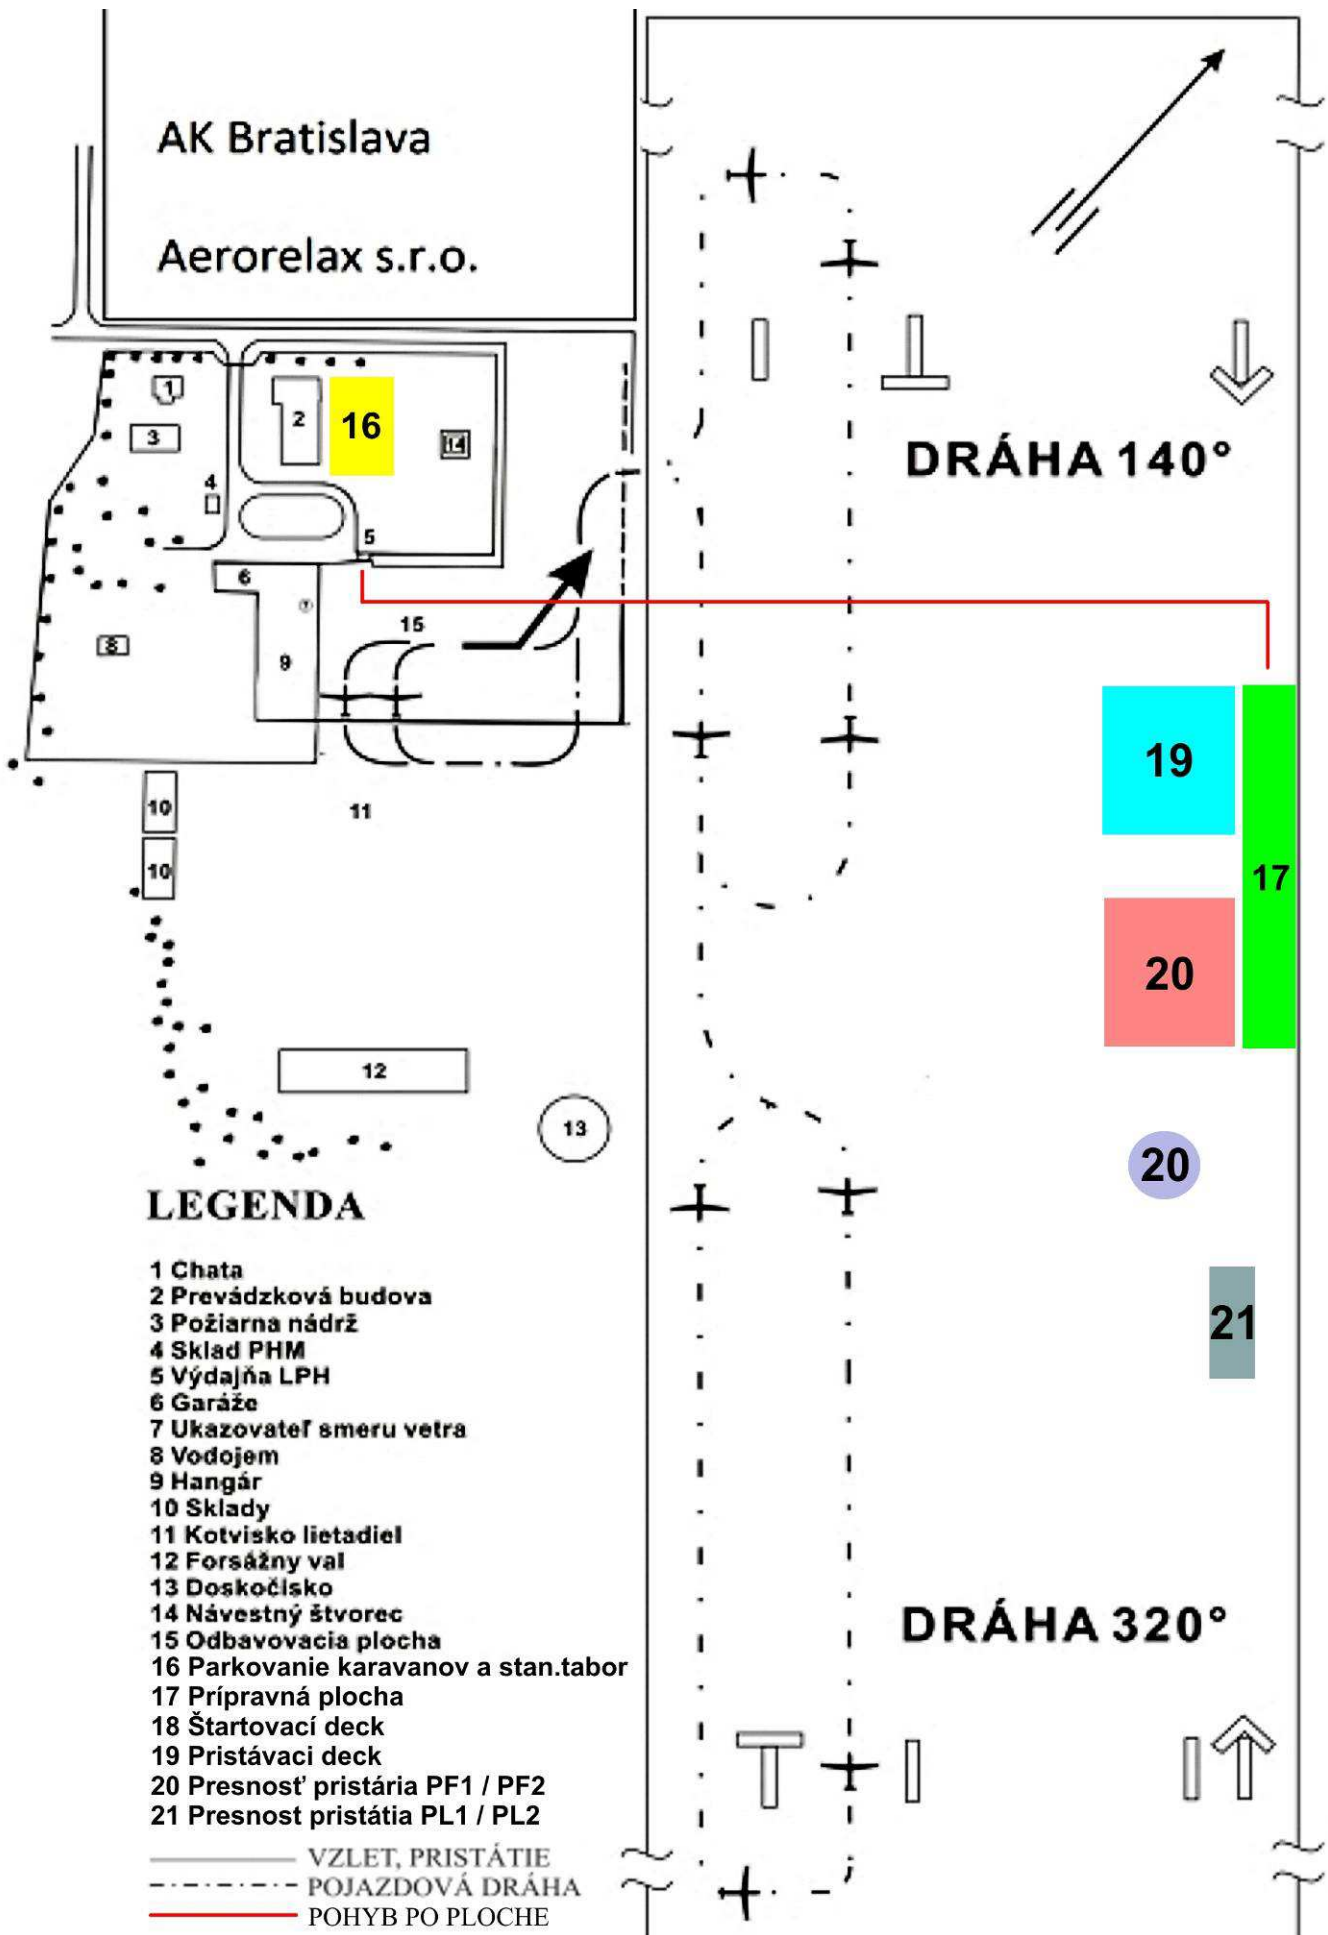 AK Bratislava
Aerorelax s.r.o.
1
2
16
3
14
4
5
6
7
15
8
9
10
11
10
12
13
DRÁHA 140°
19
17
20
20
21
DRÁHA 320°
LEGENDA
1 Chata
2 Prevádzková budova
3 Požiarna nádrž
4 Sklad PHM
5 Výdajňa LPH
6 Garáže
7 Ukazovateľ smeru vetra
8 Vodojem
9 Hangár
10 Sklady
11 Kotvisko lietadiel
12 Forsážny val
13 Doskočisko
14 Návestný štvorec
15 Odbavovacia plocha
16 Parkovanie karavanov a stan.tabor
17 Prípravná plocha
18 Štartovací deck
19 Pristávaci deck
20 Presnosť pristária PF1 / PF2
21 Presnost pristátia PL1 / PL2
VZLET, PRISTÁTIE
POJAZDOVÁ DRÁHA
POHYB PO PLOCHE